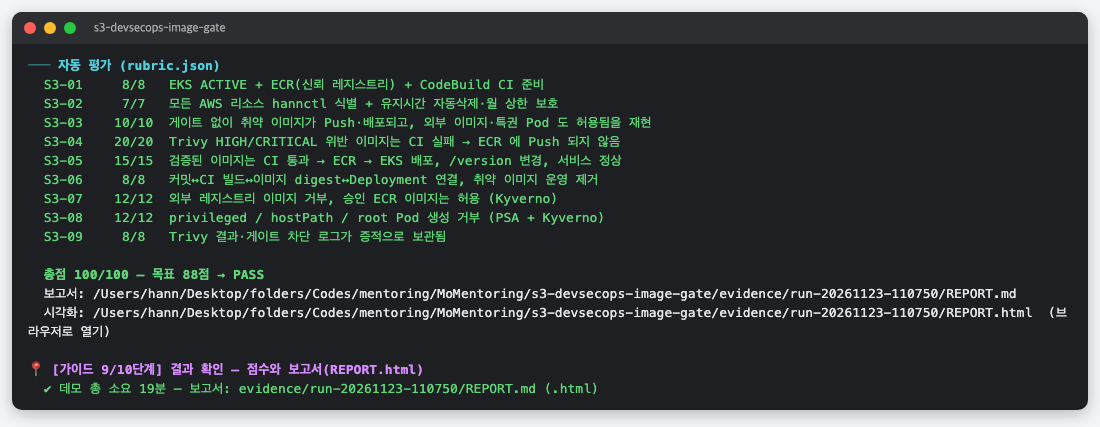 s3-devsecops-image-gate
── 자동 평가 (rubric.json)
S3-01 8/8 EKS ACTIVE + ECR(신뢰 레지스트리) + CodeBuild CI 준비
S3-02 7/7 모든 AWS 리소스 hannctl 식별 + 유지시간 자동삭제·월 상한 보호
S3-03 10/10 게이트 없이 취약 이미지가 Push·배포되고, 외부 이미지·특권 Pod 도 허용됨을 재현
S3-04 20/20 Trivy HIGH/CRITICAL 위반 이미지는 CI 실패 → ECR 에 Push 되지 않음
S3-05 15/15 검증된 이미지는 CI 통과 → ECR → EKS 배포, /version 변경, 서비스 정상
S3-06 8/8 커밋↔CI 빌드↔이미지 digest↔Deployment 연결, 취약 이미지 운영 제거
S3-07 12/12 외부 레지스트리 이미지 거부, 승인 ECR 이미지는 허용 (Kyverno)
S3-08 12/12 privileged / hostPath / root Pod 생성 거부 (PSA + Kyverno)
S3-09 8/8 Trivy 결과·게이트 차단 로그가 증적으로 보관됨
총점 100/100 — 목표 88점 → PASS
보고서: /Users/hann/Desktop/folders/Codes/mentoring/MoMentoring/s3-devsecops-image-gate/evidence/run-20261123-110750/REPORT.md
시각화: /Users/hann/Desktop/folders/Codes/mentoring/MoMentoring/s3-devsecops-image-gate/evidence/run-20261123-110750/REPORT.html (브
라우저로 열기)
📍 [가이드 9/10단계] 결과 확인 — 점수와 보고서(REPORT.html)
✔ 데모 총 소요 19분 — 보고서: evidence/run-20261123-110750/REPORT.md (.html)